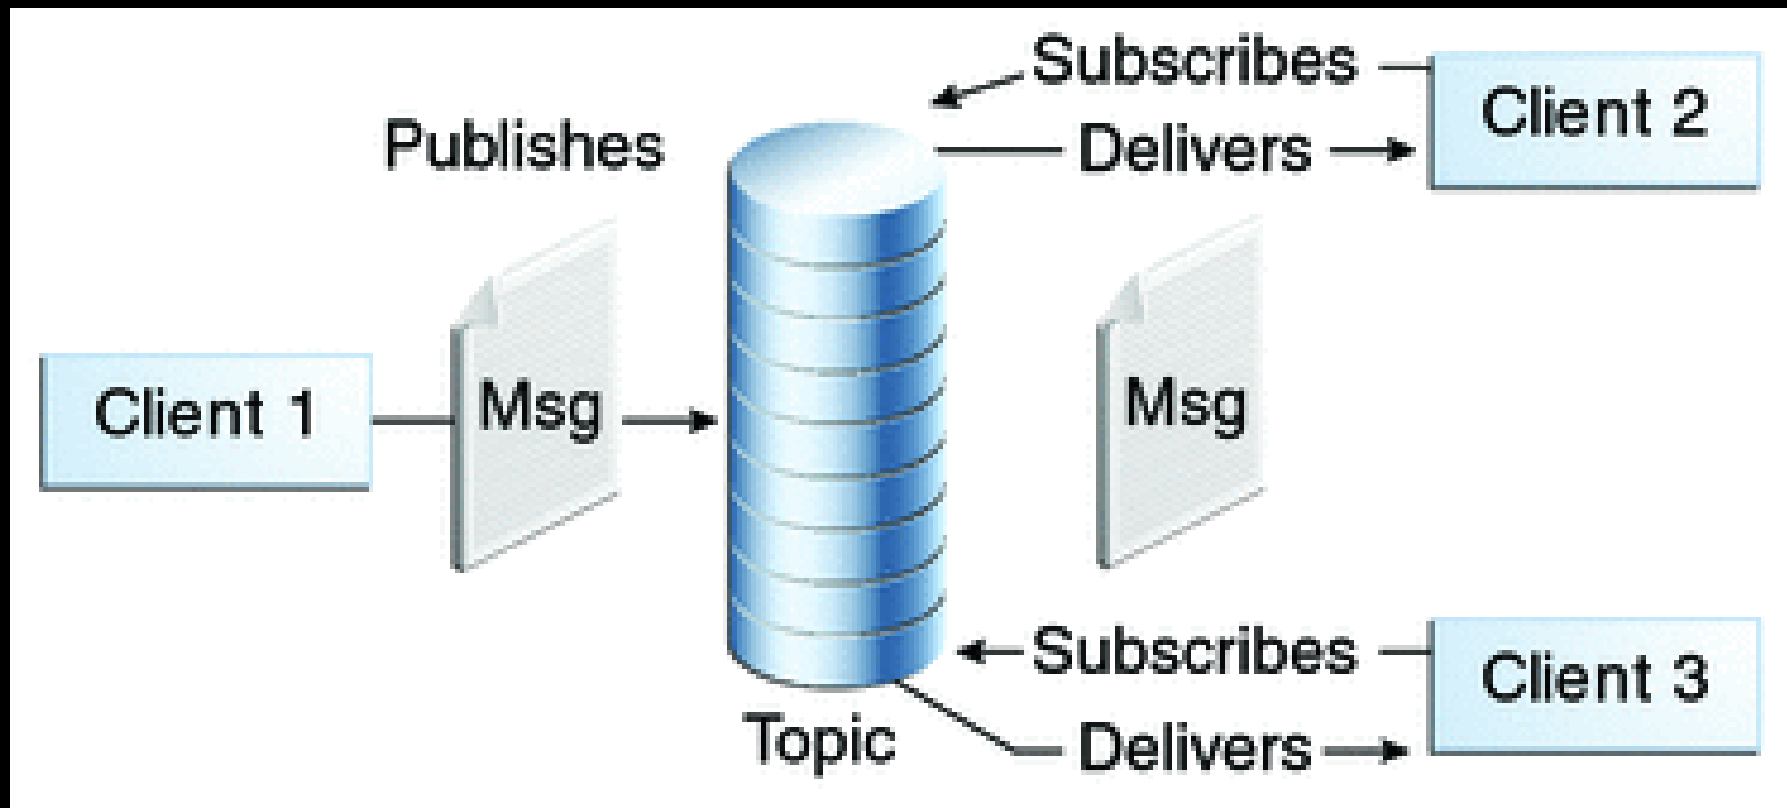 Subscribes
Client 2
Publishes
Delivers
Client 1
Msg
Msg
Subscribes
Client 3
Topic
Delivers